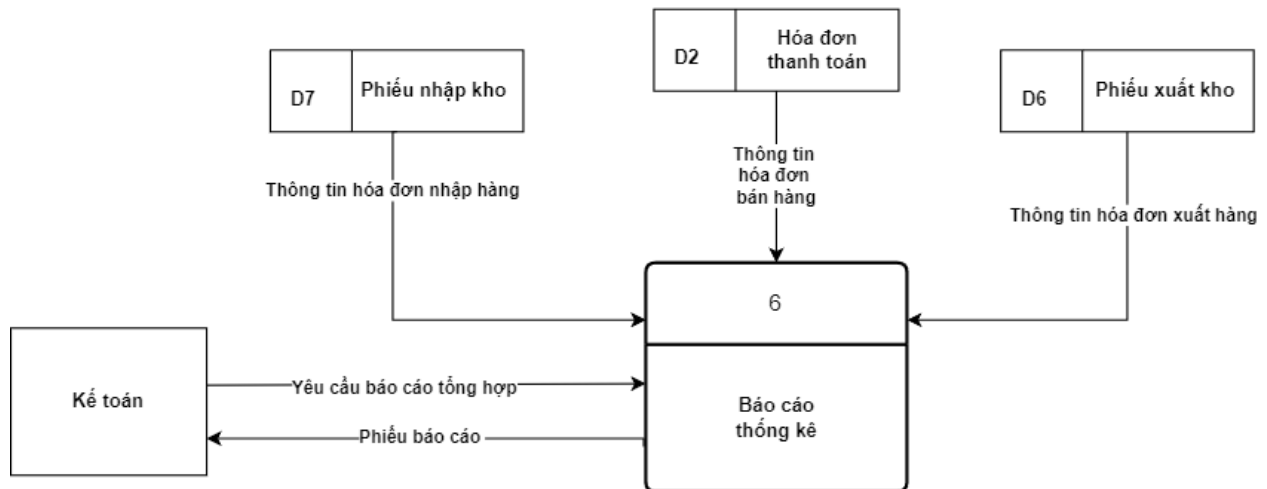 D7
Phiếu nhập kho
D2
Hóa đơn
thanh toán
D6
Phiếu xuất kho
Thông tin hóa đơn nhập hàng
Thông tin
hóa đơn
bán hàng
Thông tin hóa đơn xuất hàng
6
Kế toán
Yêu cầu báo cáo tổng hợp
Phiếu báo cáo
Báo cáo
thống kê